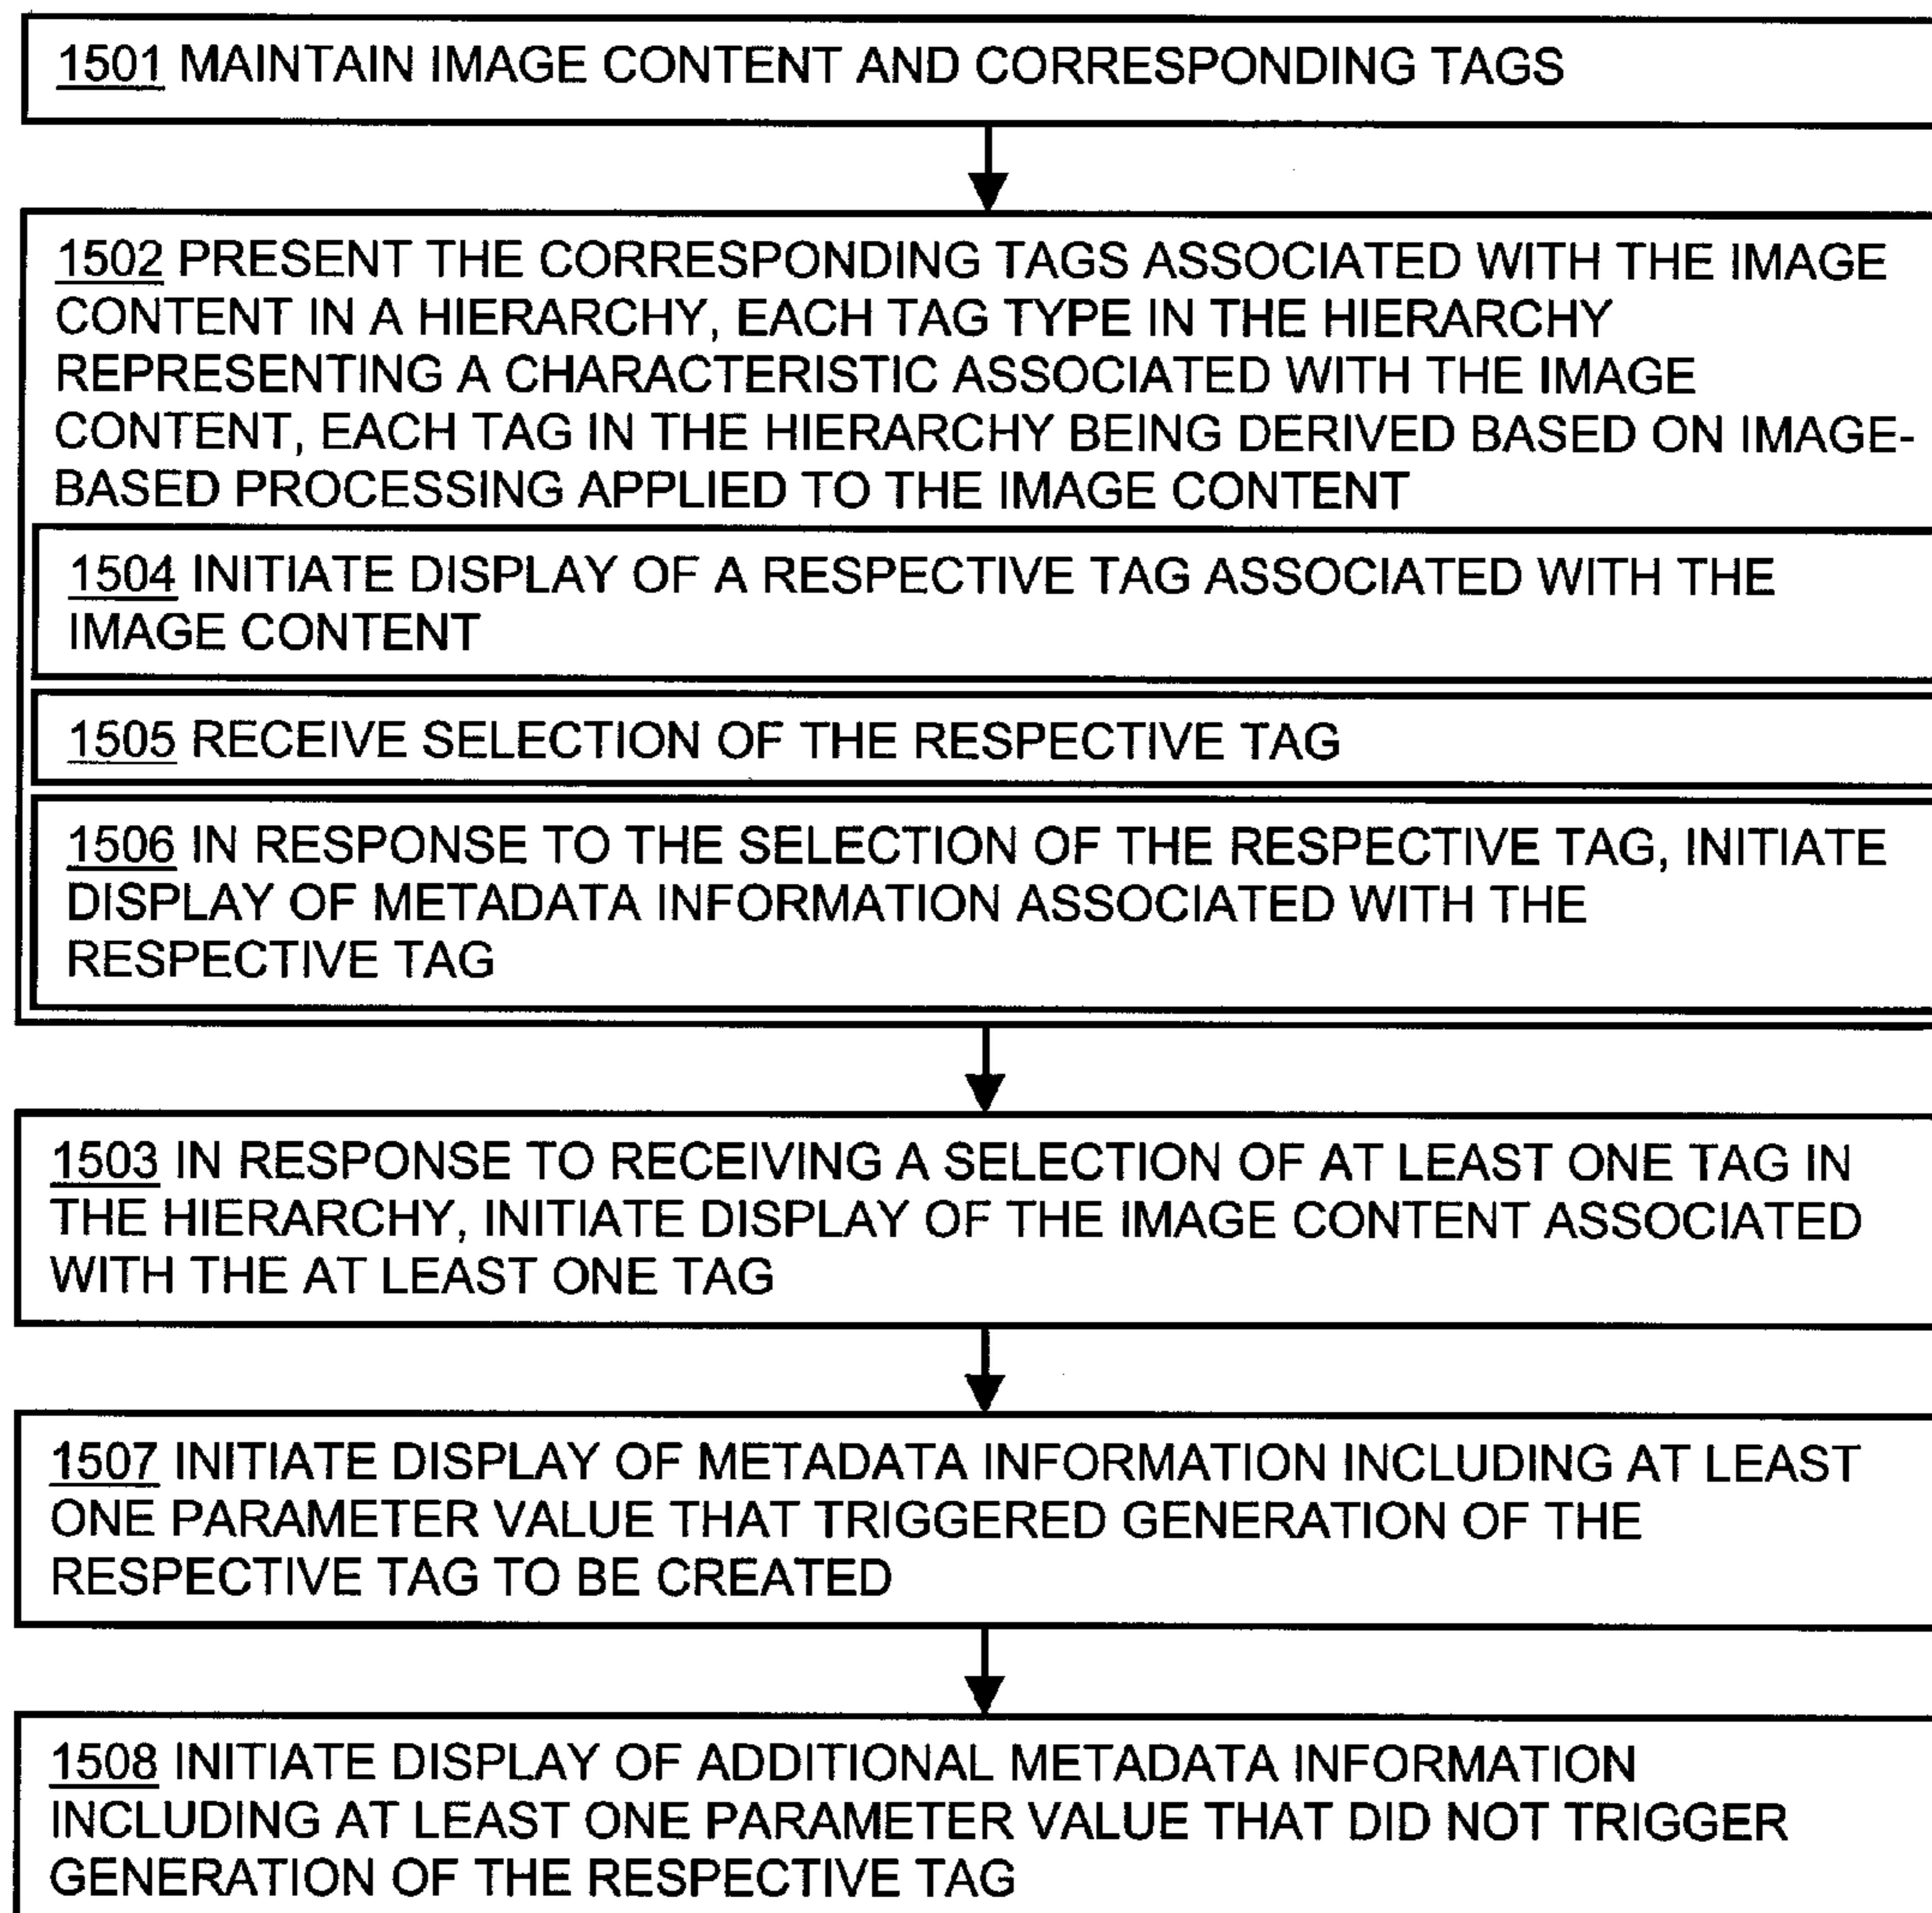 1501 MAINTAIN IMAGE CONTENT AND CORRESPONDING TAGS
1502 PRESENT THE CORRESPONDING TAGS ASSOCIATED WITH THE IMAGE
CONTENT IN A HIERARCHY, EACH TAG TYPE IN THE HIERARCHY
REPRESENTING A CHARACTERISTIC ASSOCIATED WITH THE IMAGE
CONTENT, EACH TAG IN THE HIERARCHY BEING DERIVED BASED ON IMAGE-
BASED PROCESSING APPLIED TO THE IMAGE CONTENT
1504 INITIATE DISPLAY OF A RESPECTIVE TAG ASSOCIATED WITH THE
IMAGE CONTENT
1505 RECEIVE SELECTION OF THE RESPECTIVE TAG
1506 IN RESPONSE TO THE SELECTION OF THE RESPECTIVE TAG, INITIATE
DISPLAY OF METADATA INFORMATION ASSOCIATED WITH THE
RESPECTIVE TAG
1503 IN RESPONSE TO RECEIVING A SELECTION OF AT LEAST ONE TAG IN
THE HIERARCHY, INITIATE DISPLAY OF THE IMAGE CONTENT ASSOCIATED
WITH THE AT LEAST ONE TAG
1507 INITIATE DISPLAY OF METADATA INFORMATION INCLUDING AT LEAST
ONE PARAMETER VALUE THAT TRIGGERED GENERATION OF THE
RESPECTIVE TAG TO BE CREATED
1508 INITIATE DISPLAY OF ADDITIONAL METADATA INFORMATION
INCLUDING AT LEAST ONE PARAMETER VALUE THAT DID NOT TRIGGER
GENERATION OF THE RESPECTIVE TAG